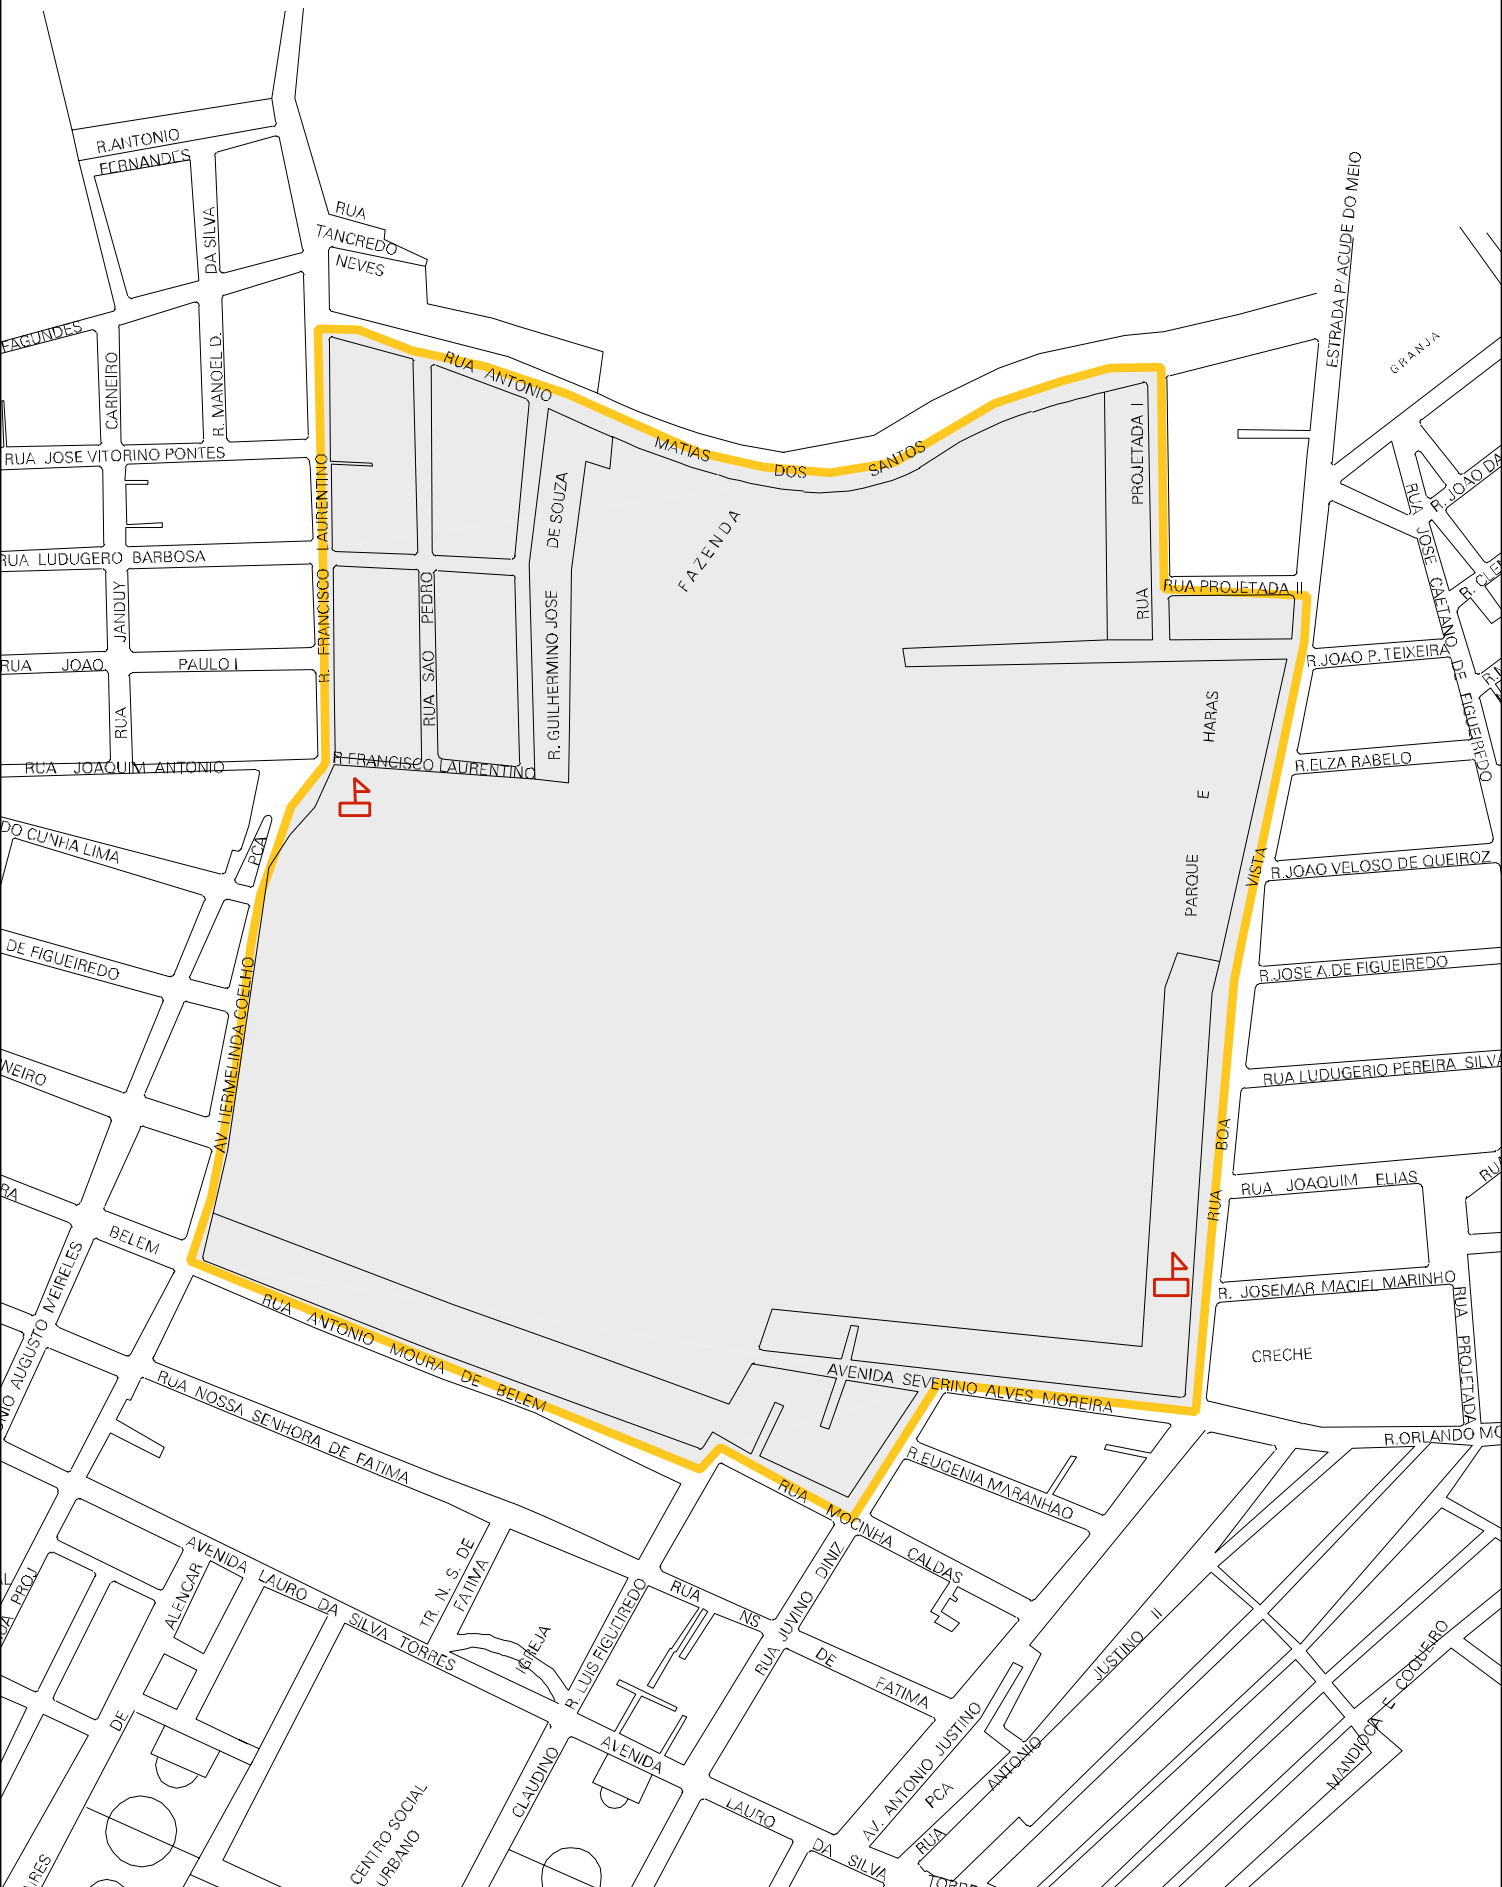 R.ANTONIO
FERNANDES
DA SILVA
RUA
TANCREDO
NEVES
ESTRADA P/ ACUDE DO MEIO
GRANJA
FAGUNDES
CARNEIRO
R. MANOEL D.
RUA ANTONIO
MATIAS
DOS
SANTOS
PROJETADA I
RUA JOSE VITORINO PONTES
LAURENTINO
DE SOUZA
FAZENDA
R. JOAO DA
RUA JOSE CAETANO DE FIGUEIREDO
RUA LUDUGERO BARBOSA
JANDUY
R. FRANCISCO
PEDRO
R. GUILHERMINO JOSE
RUA
RUA PROJETADA II
RUA JOAO PAULO I
RUA SAO
R.JOAO P. TEIXEIRA
HARAS
E
PARQUE
RUA
RUA JOAQUIM ANTONIO
R FRANCISCO LAURENTINO
R.ELZA RABELO
DO CUNHA LIMA
PCA
VISTA
R.JOAO VELOSO DE QUEIROZ
DE FIGUEIREDO
AV HERMELINDA COELHO
R.JOSE A.DE FIGUEIREDO
NEIRO
RUA LUDUGERIO PEREIRA SILVA
BOA
RUA
RUA JOAQUIM ELIAS
RA
BELEM
MEIRELES
NIO AUGUSTO
R. JOSEMAR MACIEL MARINHO
RUA PROJETADA
CRECHE
RUA ANTONIO MOURA DE BELEM
AVENIDA SEVERINO ALVES MOREIRA
RUA NOSSA SENHORA DE FATIMA
R.ORLANDO MO
R.EUGENIA MARANHAO
RUA MOCINHA CALDAS
AVENIDA LAURO DA SILVA TORRES
ALENCAR
DE
UA PROJ
TR. N. S. DE
FATIMA
IGREJA
R. LUIS FIGUEIREDO
RUA NS DE FATIMA
RUA JUVINO DINIZ
JUSTINO II
RUA ANTONIO
AV. ANTONIO JUSTINO
PCA
MANDIOCA E COQUEIRO
CLAUDINO
AVENIDA
LAURO
DA SILVA
CENTRO SOCIAL
URBANO